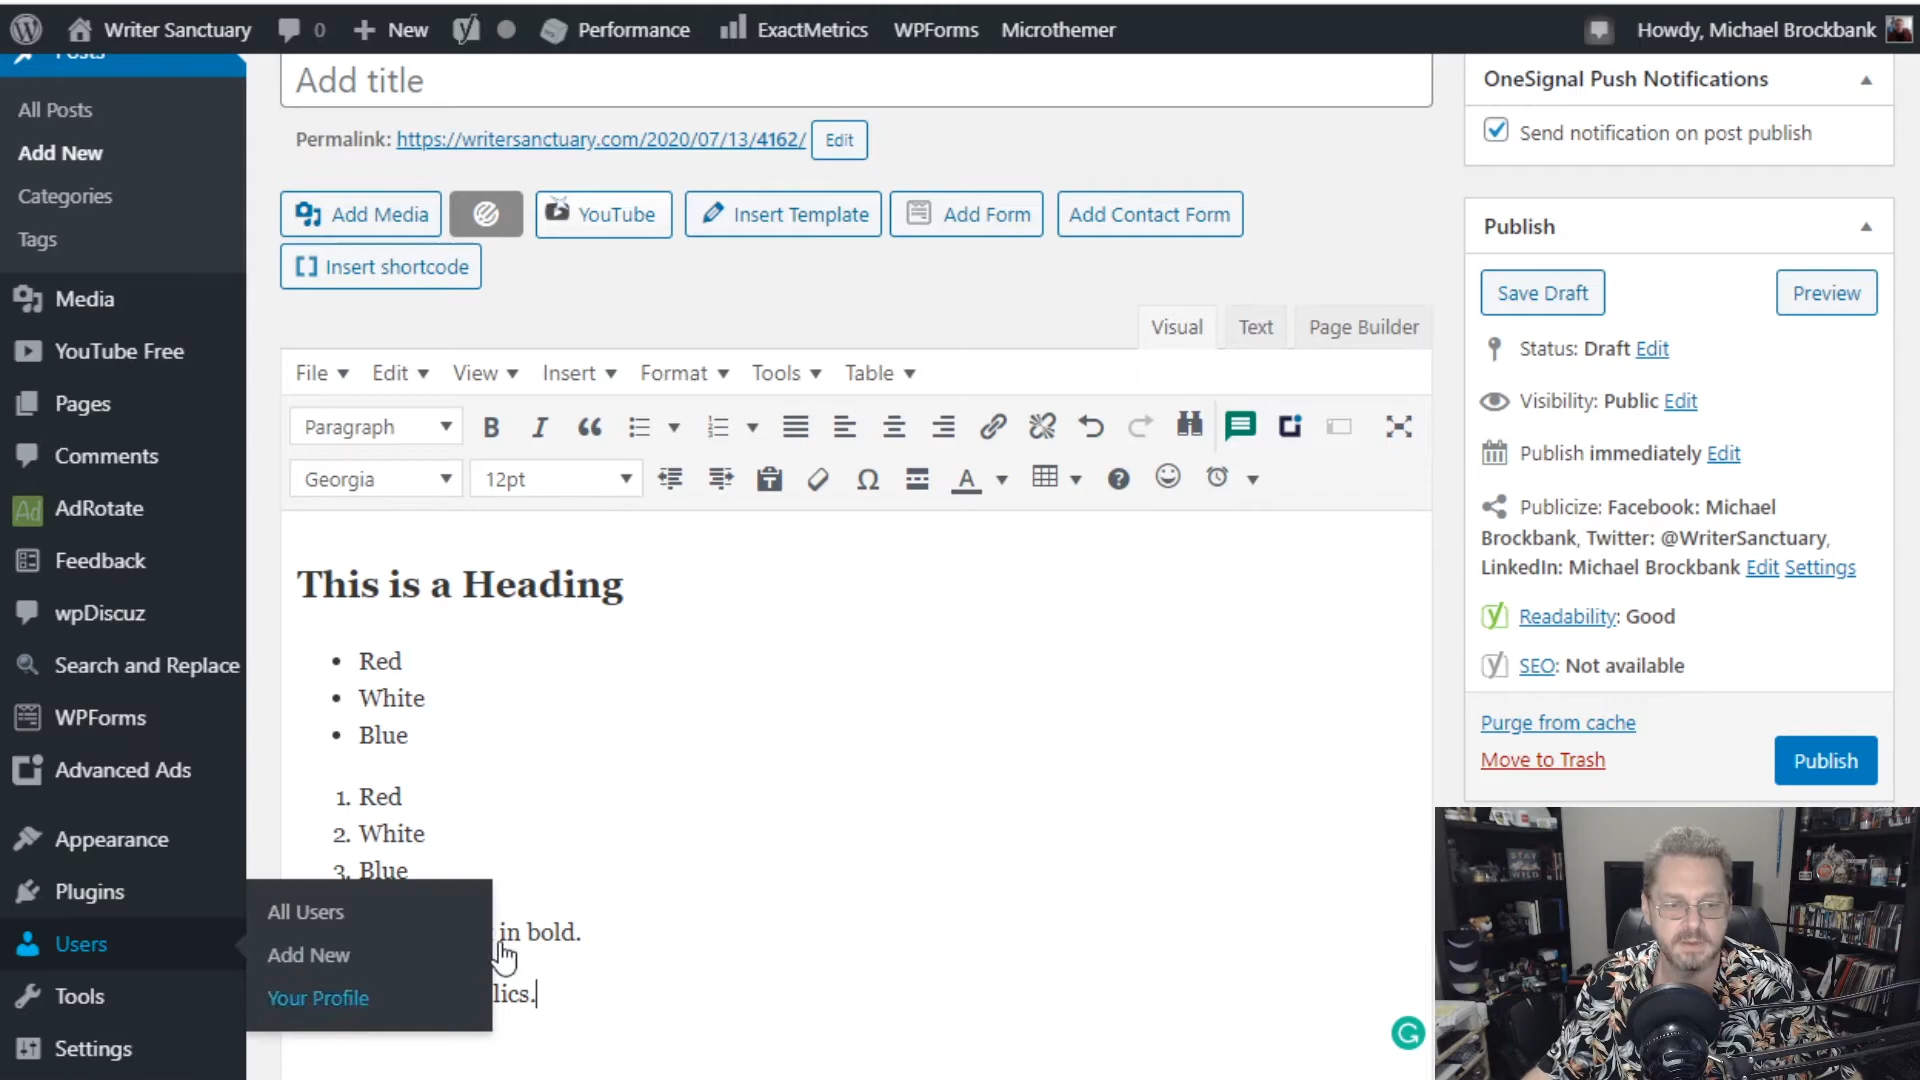 Writer Sanctuary 0 New Performance ExactMetrics WPForms Microthemer Howdy, Michael Brockbank
Posts
All Posts
Add New
Categories
Tags
Media
YouTube Free
Pages
Comments
Ad AdRotate
Feedback
wpDiscuz
Search and Replace
WPForms
Advanced Ads
Appearance
Plugins
Users
Tools
Settings
All Users
Add New
Your Profile
Add title
Permalink: https://writersanctuary.com/2020/07/13/4162/ Edit
Add Media YouTube Insert Template Add Form Add Contact Form
Insert shortcode
Visual Text Page Builder
File Edit View Insert Format Tools Table
Paragraph B I
Georgia 12pt A
This is a Heading
• Red
• White
• Blue
1. Red
2. White
3. Blue
in bold.
lics.
OneSignal Push Notifications
Send notification on post publish
Publish
Save Draft Preview
Status: Draft Edit
Visibility: Public Edit
Publish immediately Edit
Publicize: Facebook: Michael
Brockbank, Twitter: @WriterSanctuary,
LinkedIn: Michael Brockbank Edit Settings
Readability: Good
SEO: Not available
Purge from cache
Move to Trash Publish
STAY
WILD